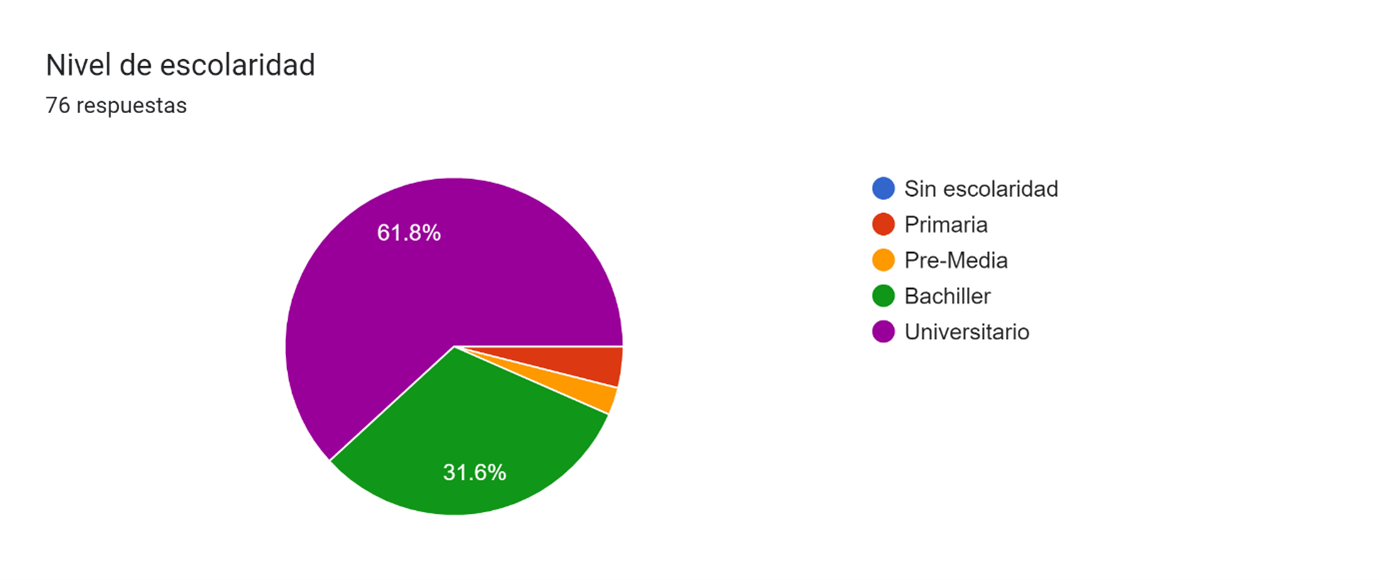 Nivel de escolaridad
76 respuestas
61.8%
31.6%
Sin escolaridad
Primaria
Pre-Media
Bachiller
Universitario